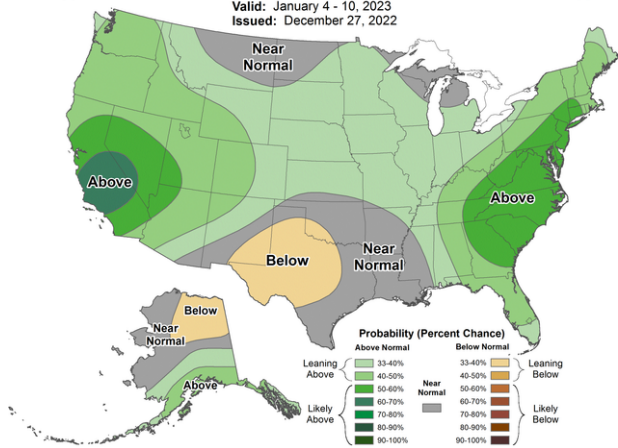 Valid: January 4 - 10, 2023
Issued: December 27, 2022
Near
Normal
Above
Above
Below
Near
Normal
Below
Near
Normal
Above
Probability (Percent Chance)
Above Normal
Below Normal
Leaning
Above
33-40%
40-50%
Likely
Above
50-60%
60-70%
70-80%
80-90%
90-100%
Near
Normal
33-40%
40-50%
Leaning
Below
50-60%
60-70%
70-80%
80-90%
90-100%
Likely
Below